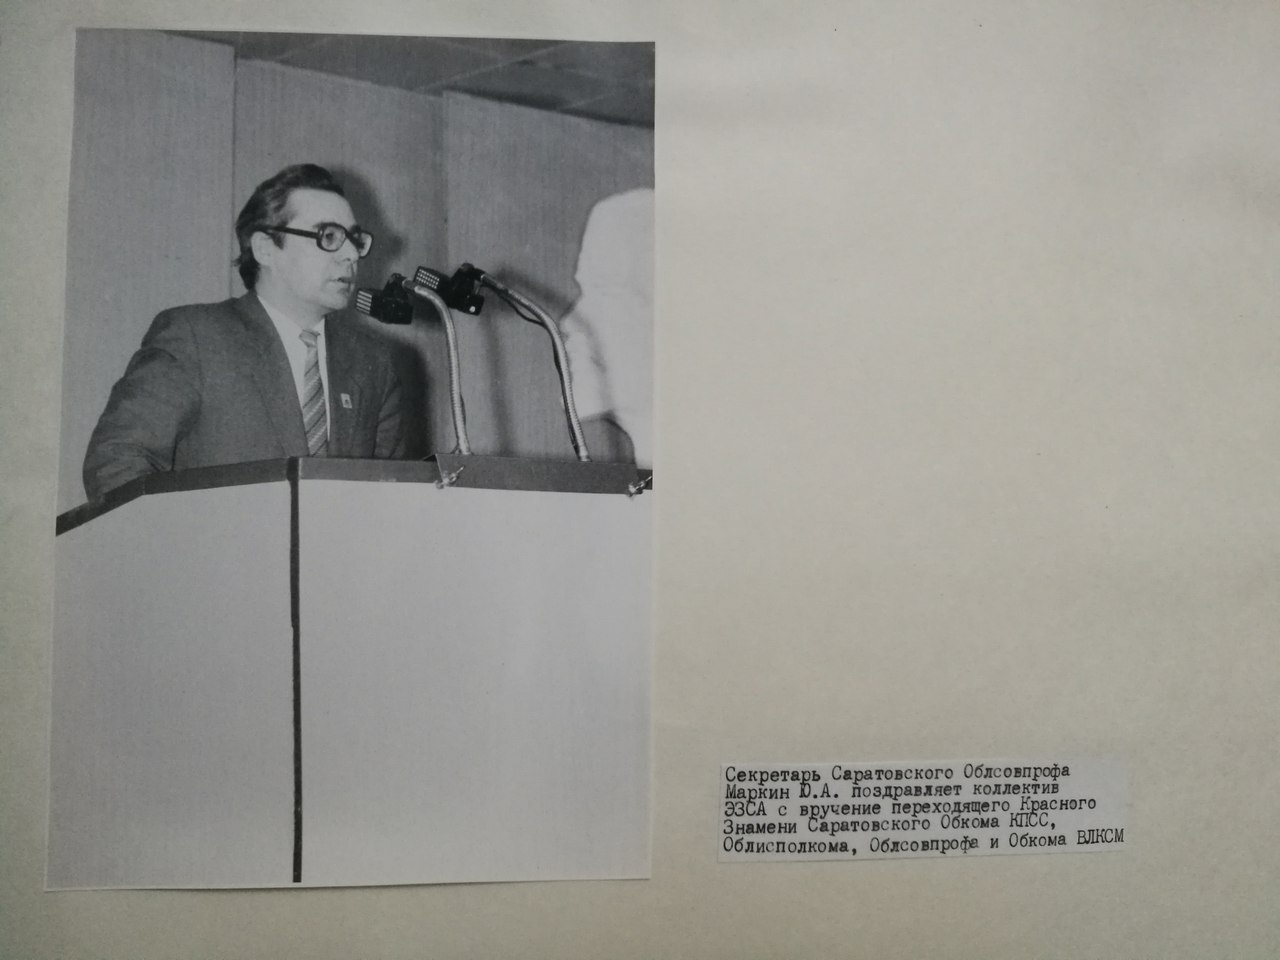 Секретарь Саратовского Облсовпрофа
Маркин Ю.А. поздравляет коллектив
ЭЗСА с вручение переходящего Красного
Знамени Саратовского Обкома КПСС,
Облисполкома, Облсовпрофа и Обкома ВЛКСМ